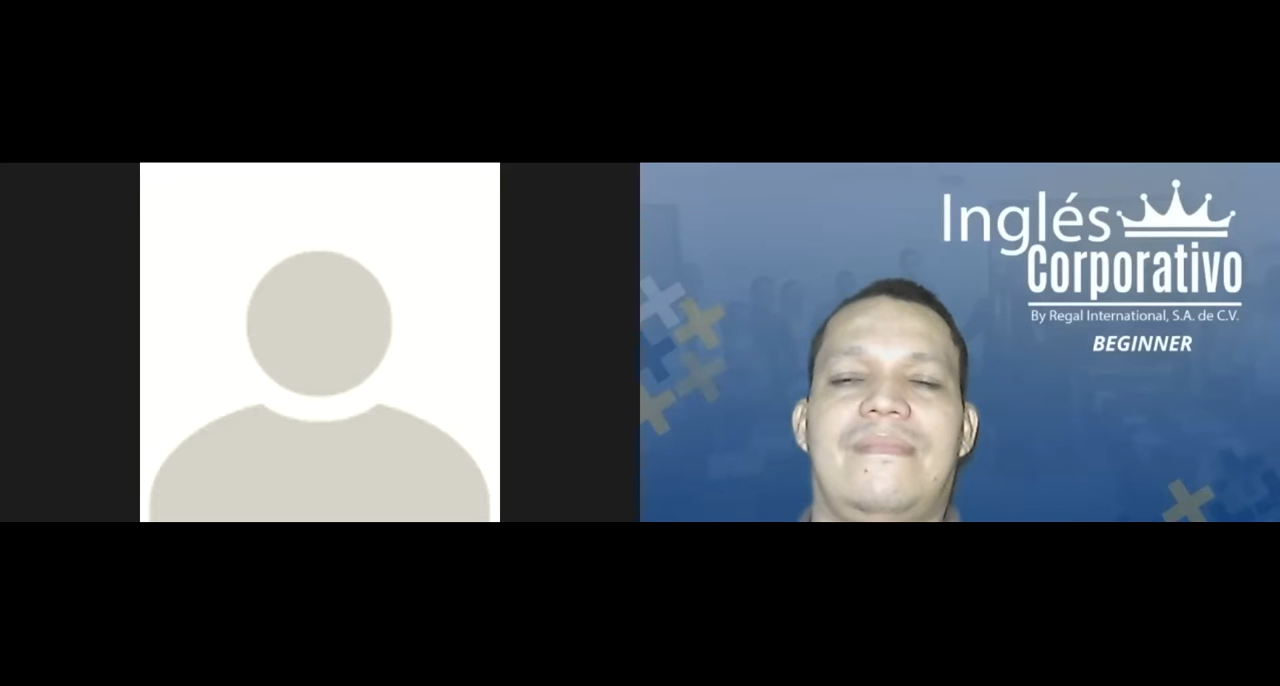 Inglés
Corporativo
By Regal International, S.A. de C.V.
BEGINNER